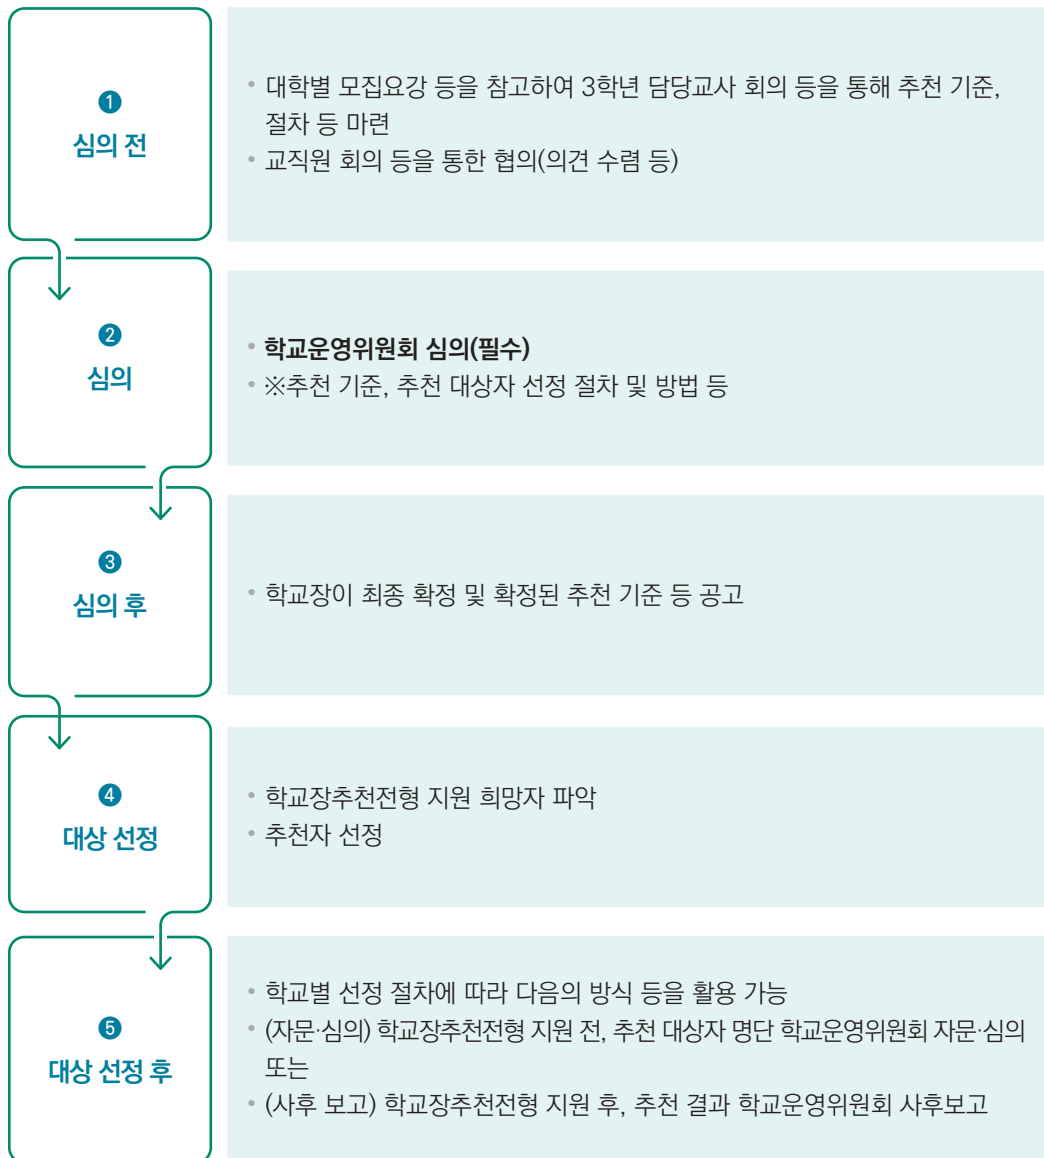 ❶
심의 전
• 대학별 모집요강 등을 참고하여 3학년 담당교사 회의 등을 통해 추천 기준,
절차 등 마련
• 교직원 회의 등을 통한 협의(의견 수렴 등)
❷
심의
• 학교운영위원회 심의(필수)
• ※추천 기준, 추천 대상자 선정 절차 및 방법 등
❸
심의 후
• 학교장이 최종 확정 및 확정된 추천 기준 등 공고
❹
대상 선정
• 학교장추천전형 지원 희망자 파악
• 추천자 선정
❺
대상 선정 후
• 학교별 선정 절차에 따라 다음의 방식 등을 활용 가능
• (자문·심의) 학교장추천전형 지원 전, 추천 대상자 명단 학교운영위원회 자문·심의
또는
• (사후 보고) 학교장추천전형 지원 후, 추천 결과 학교운영위원회 사후보고